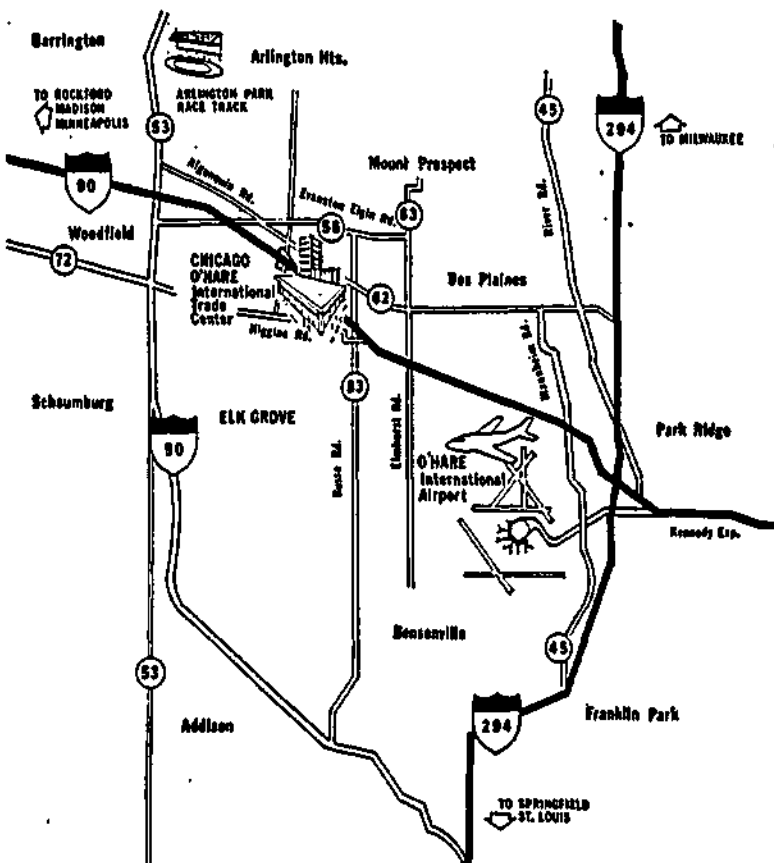 Barrington
Arlington Hts.
TO ROCKFORD
MADISON
MINNEAPOLIS
ARLINGTON PARK
RACE TRACK
53
45
294
TO MILWAUKEE
90
Algonquin Rd.
Mount Prospect
Evanston Elgin Rd.
58
83
River Rd.
Woodfield
72
CHICAGO
O'HARE
International
Trade
Center
62
Des Plaines
Higgins Rd.
Mannheim Rd.
83
Schaumburg
ELK GROVE
90
Busse Rd.
Elmhurst Rd.
Park Ridge
O'HARE
International
Airport
Kennedy Exp.
Bensenville
45
53
Addison
294
Franklin Park
TO SPRINGFIELD
ST. LOUIS